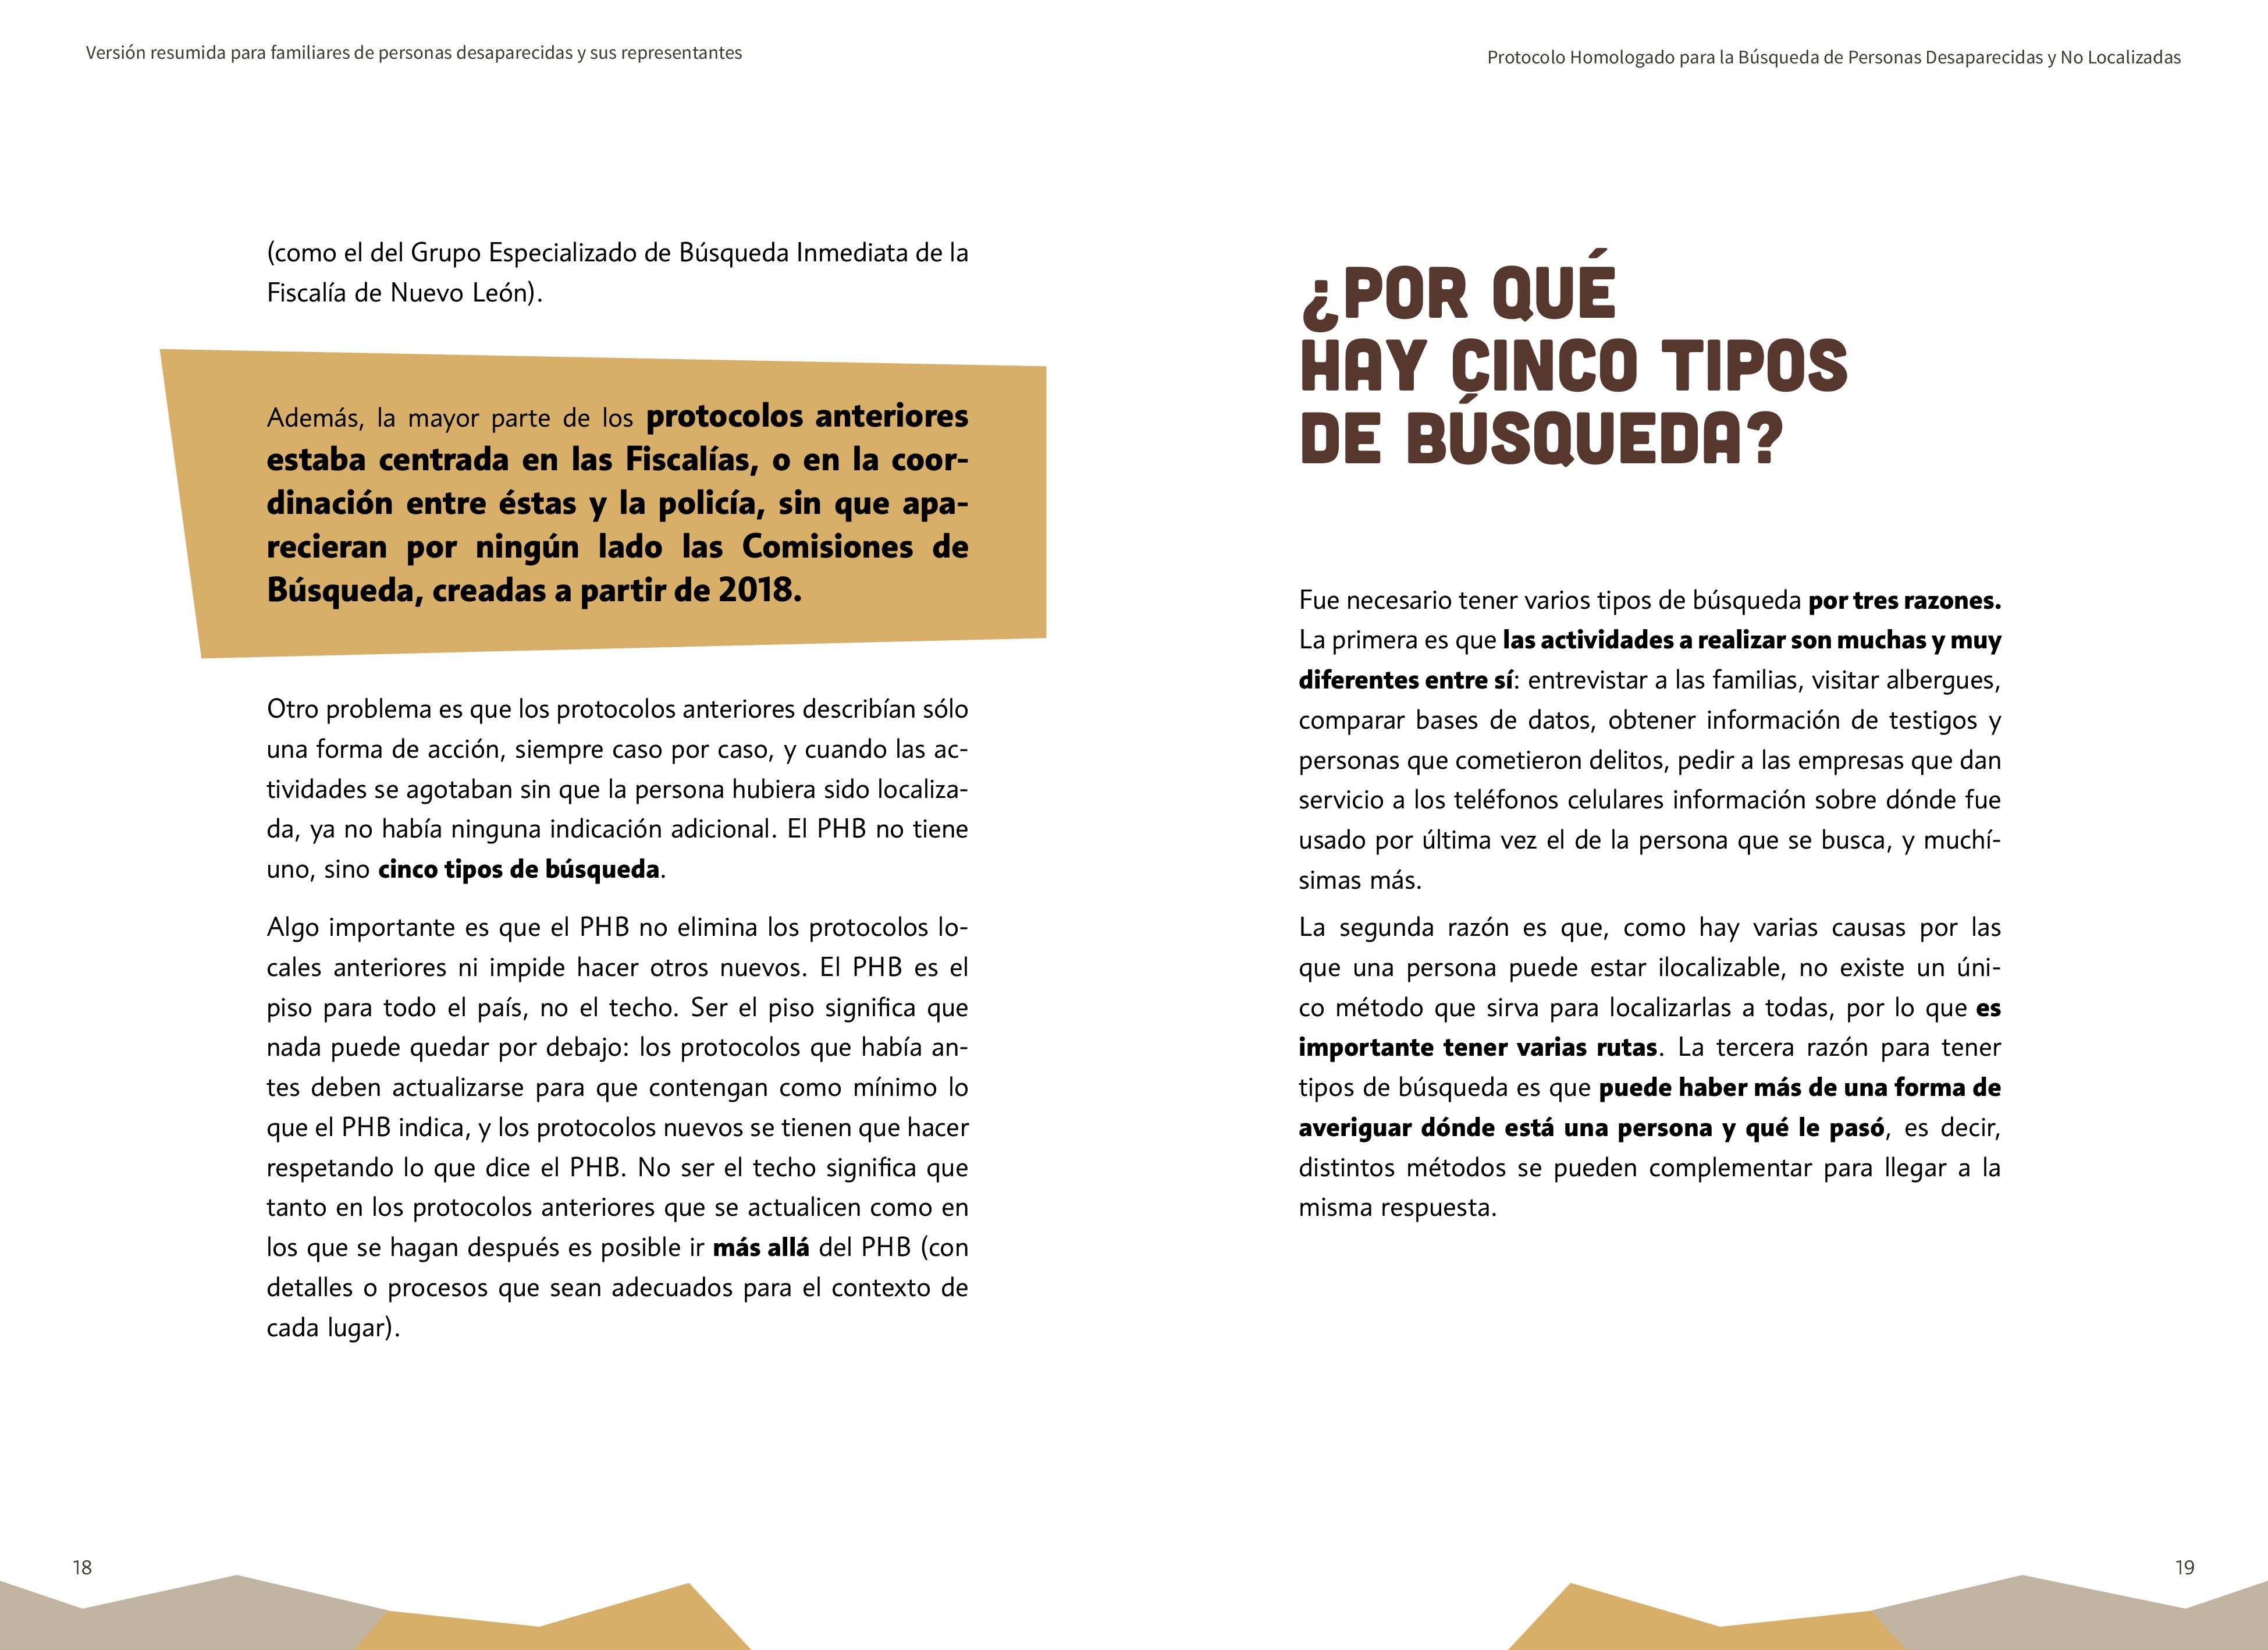 Versión resumida para familiares de personas desaparecidas y sus representantes
(como el del Grupo Especializado de Búsqueda Inmediata de la
Fiscalía de Nuevo León).
Además, la mayor parte de los protocolos anteriores
estaba centrada en las Fiscalías, o en la coor-
dinación entre éstas y la policía, sin que apa-
recieran por ningún lado las Comisiones de
Búsqueda, creadas a partir de 2018.
Otro problema es que los protocolos anteriores describían sólo
una forma de acción, siempre caso por caso, y cuando las ac-
tividades se agotaban sin que la persona hubiera sido localiza-
da, ya no había ninguna indicación adicional. El PHB no tiene
uno, sino cinco tipos de búsqueda.
Algo importante es que el PHB no elimina los protocolos lo-
cales anteriores ni impide hacer otros nuevos. El PHB es el
piso para todo el país, no el techo. Ser el piso significa que
nada puede quedar por debajo: los protocolos que había an-
tes deben actualizarse para que contengan como mínimo lo
que el PHB indica, y los protocolos nuevos se tienen que hacer
respetando lo que dice el PHB. No ser el techo significa que
tanto en los protocolos anteriores que se actualicen como en
los que se hagan después es posible ir más allá del PHB (con
detalles o procesos que sean adecuados para el contexto de
cada lugar).
18
Protocolo Homologado para la Búsqueda de Personas Desaparecidas y No Localizadas
¿POR QUÉ
HAY CINCO TIPOS
DE BÚSQUEDA?
Fue necesario tener varios tipos de búsqueda por tres razones.
La primera es que las actividades a realizar son muchas y muy
diferentes entre sí: entrevistar a las familias, visitar albergues,
comparar bases de datos, obtener información de testigos y
personas que cometieron delitos, pedir a las empresas que dan
servicio a los teléfonos celulares información sobre dónde fue
usado por última vez el de la persona que se busca, y muchí-
simas más.
La segunda razón es que, como hay varias causas por las
que una persona puede estar ilocalizable, no existe un úni-
co método que sirva para localizarlas a todas, por lo que es
importante tener varias rutas. La tercera razón para tener
tipos de búsqueda es que puede haber más de una forma de
averiguar dónde está una persona y qué le pasó, es decir,
distintos métodos se pueden complementar para llegar a la
misma respuesta.
19